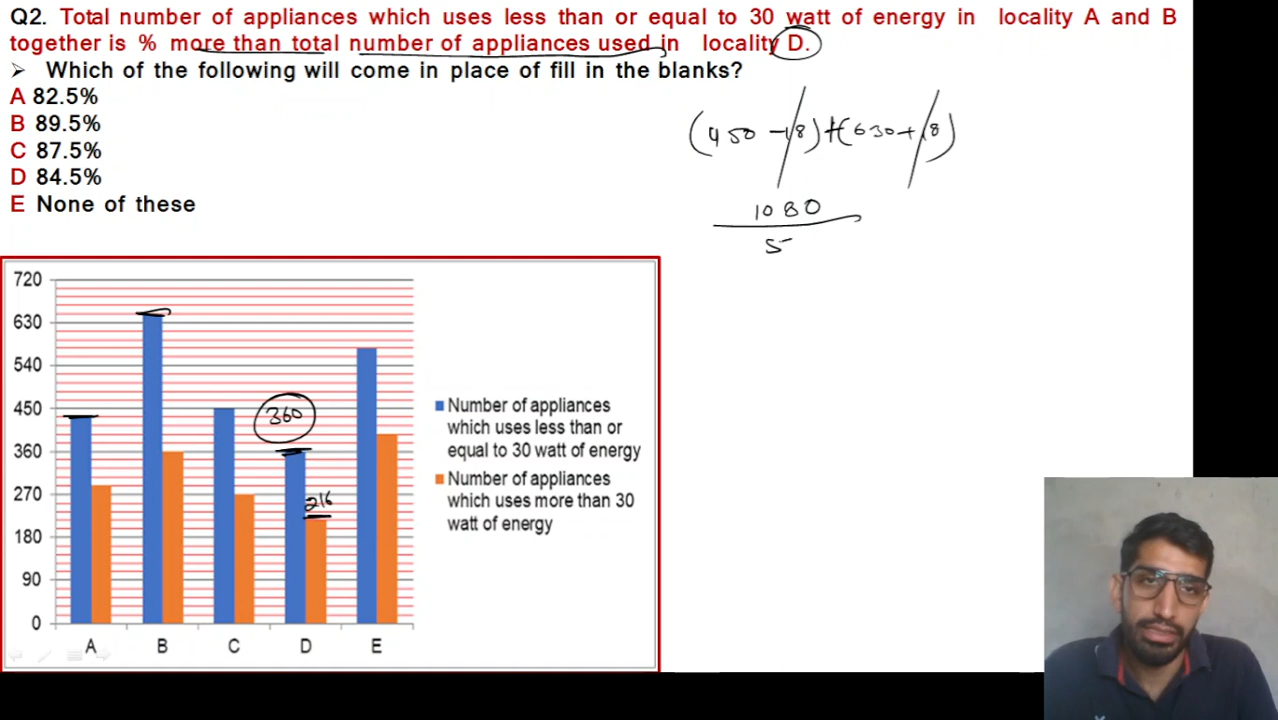 Q2. Total number of appliances which uses less than or equal to 30 watt of energy in locality A and B
together is % more than total number of appliances used in locality D.
➢ Which of the following will come in place of fill in the blanks?
A 82.5%
B 89.5%
C 87.5%
D 84.5%
E None of these
(450 - 18) + (630 + 18)
1080
5
720
630
540
450
360
270
180
90
0
360
216
A B C D E
Number of appliances
which uses less than or
equal to 30 watt of energy
Number of appliances
which uses more than 30
watt of energy